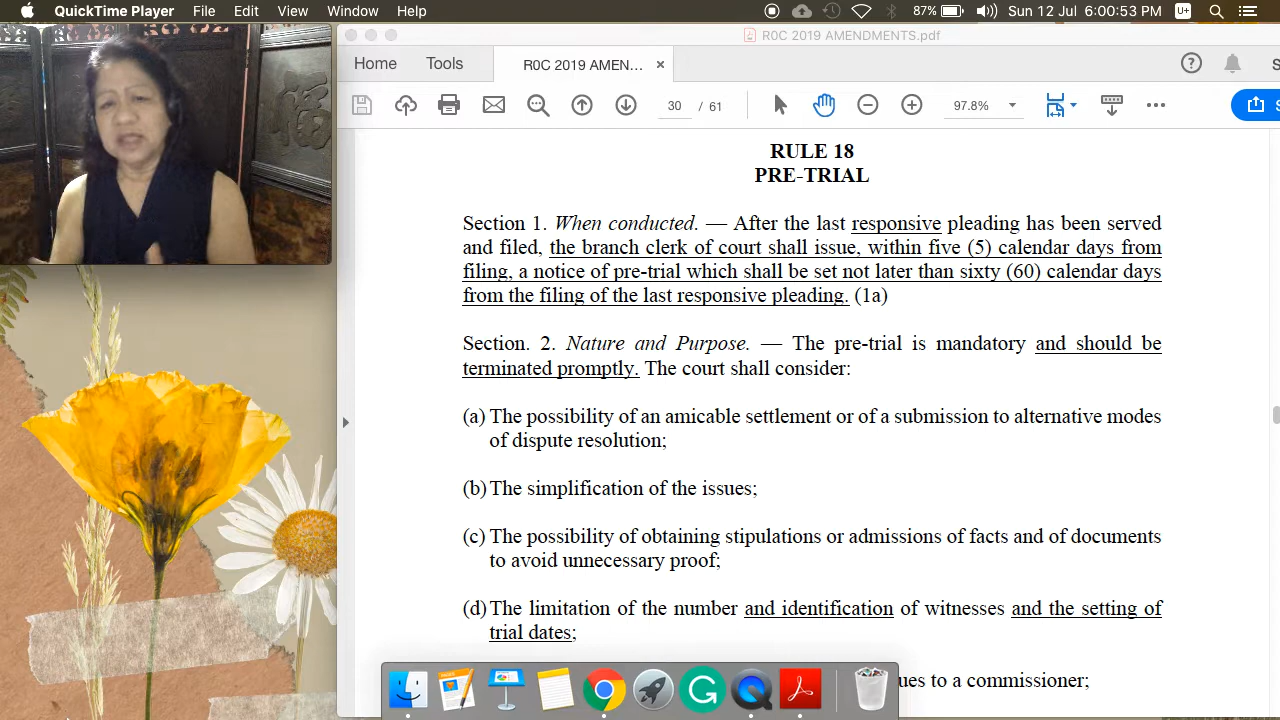 QuickTime Player File Edit View Window Help 87% Sun 12 Jul 6:00:53 PM U+
R0C 2019 AMENDMENTS.pdf
Home Tools R0C 2019 AMEN... × ? S
30 / 61 97.8% S
RULE 18
PRE-TRIAL
Section 1. When conducted. — After the last responsive pleading has been served
and filed, the branch clerk of court shall issue, within five (5) calendar days from
filing, a notice of pre-trial which shall be set not later than sixty (60) calendar days
from the filing of the last responsive pleading. (1a)
Section. 2. Nature and Purpose. — The pre-trial is mandatory and should be
terminated promptly. The court shall consider:
(a) The possibility of an amicable settlement or of a submission to alternative modes
of dispute resolution;
(b) The simplification of the issues;
(c) The possibility of obtaining stipulations or admissions of facts and of documents
to avoid unnecessary proof;
(d) The limitation of the number and identification of witnesses and the setting of
trial dates;
ues to a commissioner;